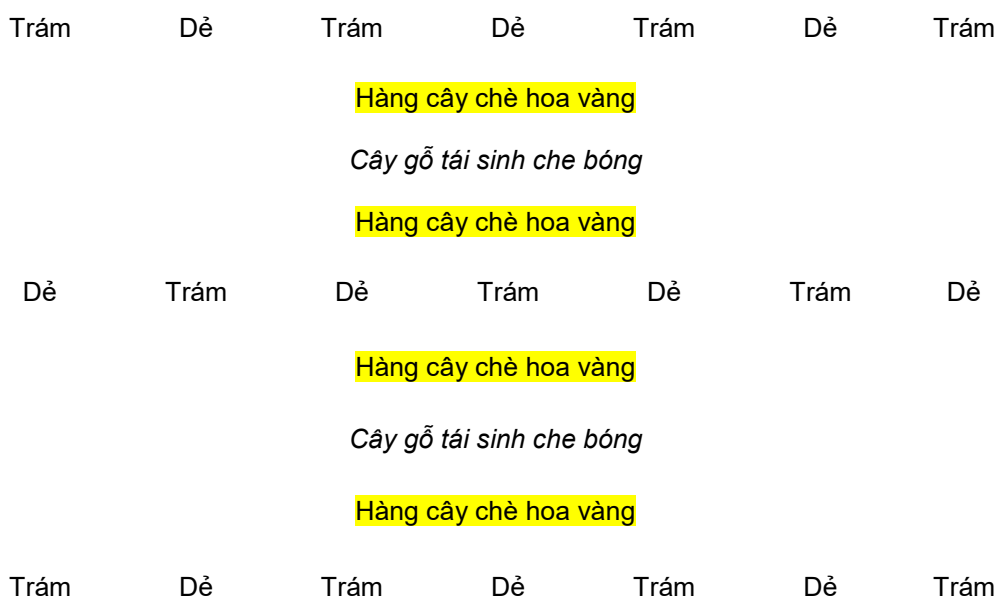 Trám Dẻ Trám Dẻ Trám Dẻ Trám
Hàng cây chè hoa vàng
Cây gỗ tái sinh che bóng
Hàng cây chè hoa vàng
Dẻ Trám Dẻ Trám Dẻ Trám Dẻ
Hàng cây chè hoa vàng
Cây gỗ tái sinh che bóng
Hàng cây chè hoa vàng
Trám Dẻ Trám Dẻ Trám Dẻ Trám